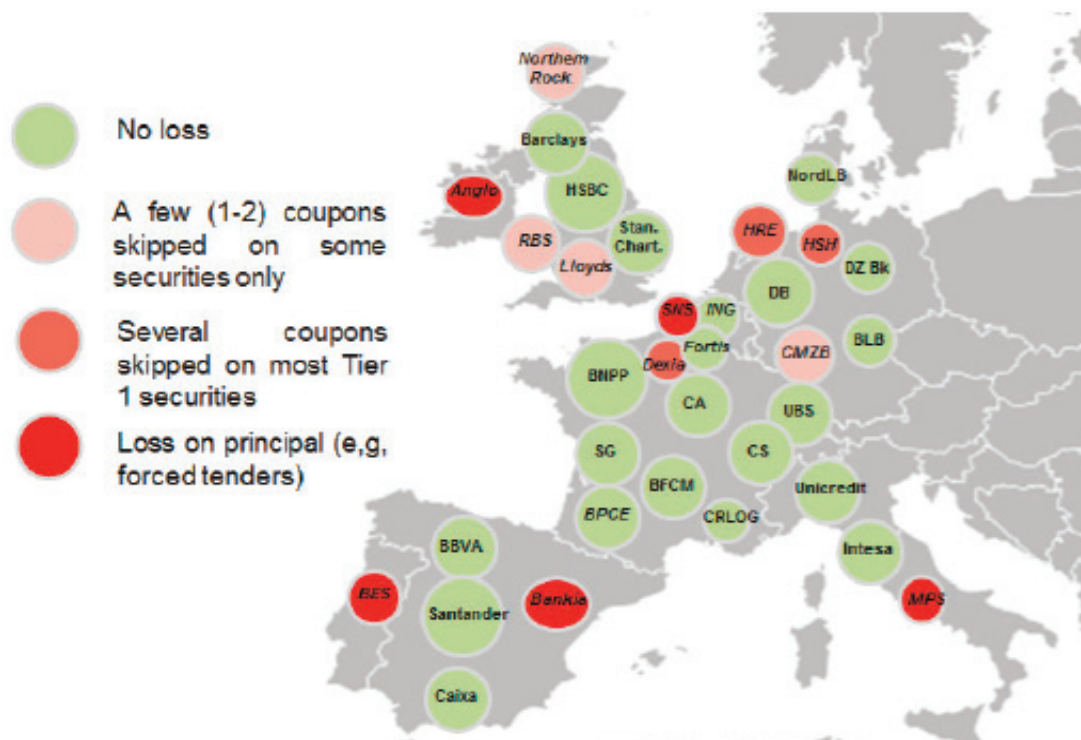 No loss
A few (1-2) coupons
skipped on some
securities only
Several coupons
skipped on most Tier
1 securities
Loss on principal (e,g,
forced tenders)
Northern
Rock
Barclays
HSBC
Anglo
RBS
Stan.
Chart.
Lloyds
NordLB
HRE
HSH
DZ Bk
DB
SNS
ING
Fortis
Dexia
CMZB
BLB
BNPP
CA
UBS
SG
CS
BFCM
Unicredit
BPCE
CRLOG
BBVA
Intesa
BES
Santander
Bankia
MPS
Caixa